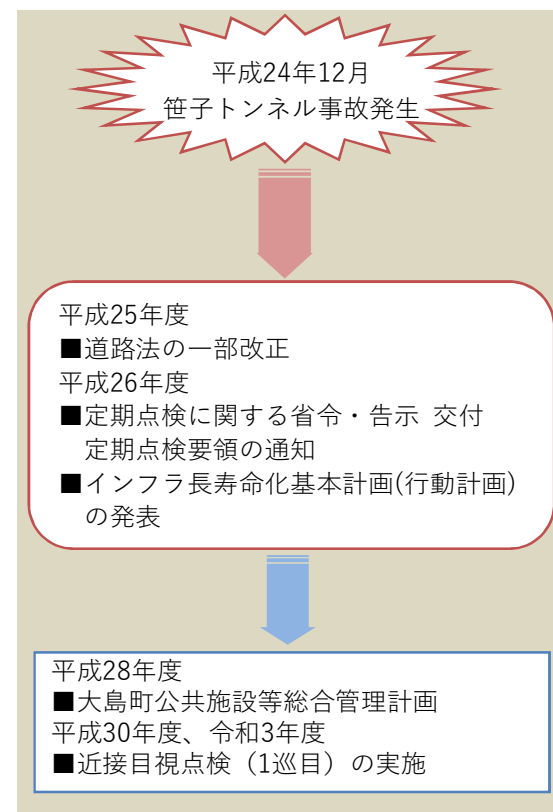 平成24年12月
笹子トンネル事故発生
平成25年度
■道路法の一部改正
平成26年度
■定期点検に関する省令・告示 交付
定期点検要領の通知
■インフラ長寿命化基本計画(行動計画)
の発表
平成28年度
■大島町公共施設等総合管理計画
平成30年度、令和3年度
■近接目視点検（1巡目）の実施